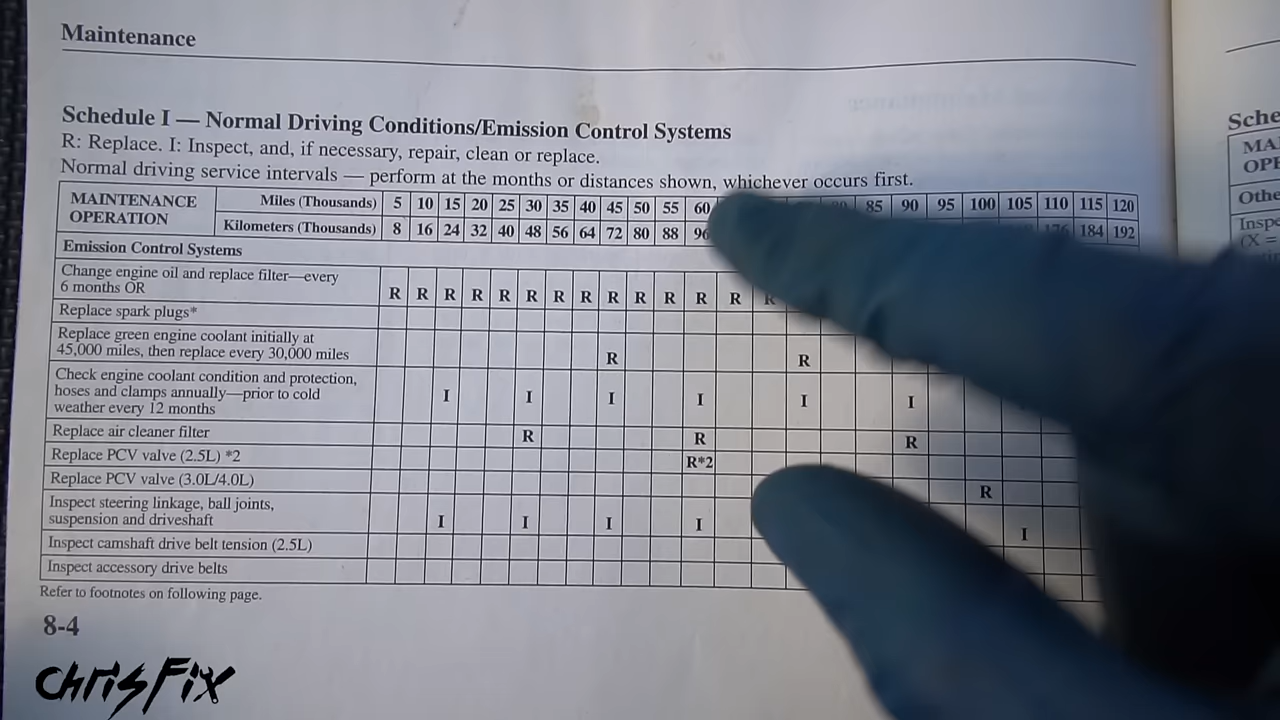 Maintenance
Schedule I — Normal Driving Conditions/Emission Control Systems
R: Replace. I: Inspect, and, if necessary, repair, clean or replace.
Normal driving service intervals — perform at the months or distances shown, whichever occurs first.
MAINTENANCE OPERATION
Miles (Thousands) 5 10 15 20 25 30 35 40 45 50 55 60 85 90 95 100 105 110 115 120
Kilometers (Thousands) 8 16 24 32 40 48 56 64 72 80 88 96 176 184 192
Emission Control Systems
Change engine oil and replace filter—every
6 months OR R R R R R R R R R R R R R R
Replace spark plugs*
Replace green engine coolant initially at
45,000 miles, then replace every 30,000 miles R R
Check engine coolant condition and protection,
hoses and clamps annually—prior to cold
weather every 12 months I I I I I I
Replace air cleaner filter R R R
Replace PCV valve (2.5L) *2 R*2
Replace PCV valve (3.0L/4.0L) R
Inspect steering linkage, ball joints,
suspension and driveshaft I I I I I
Inspect camshaft drive belt tension (2.5L)
Inspect accessory drive belts
Refer to footnotes on following page.
8-4
chrisFix
Sche
MA
OPE
Othe
Inspe
(X =